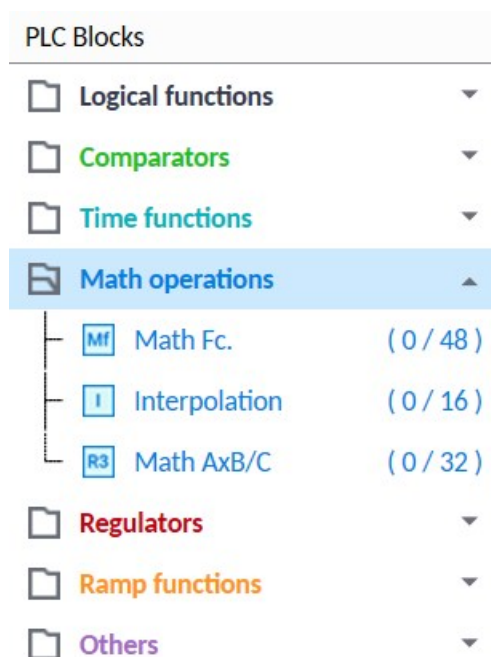 PLC Blocks
Logical functions
Comparators
Time functions
Math operations
Mf Math Fc. ( 0 / 48 )
I Interpolation ( 0 / 16 )
R3 Math AxB/C ( 0 / 32 )
Regulators
Ramp functions
Others